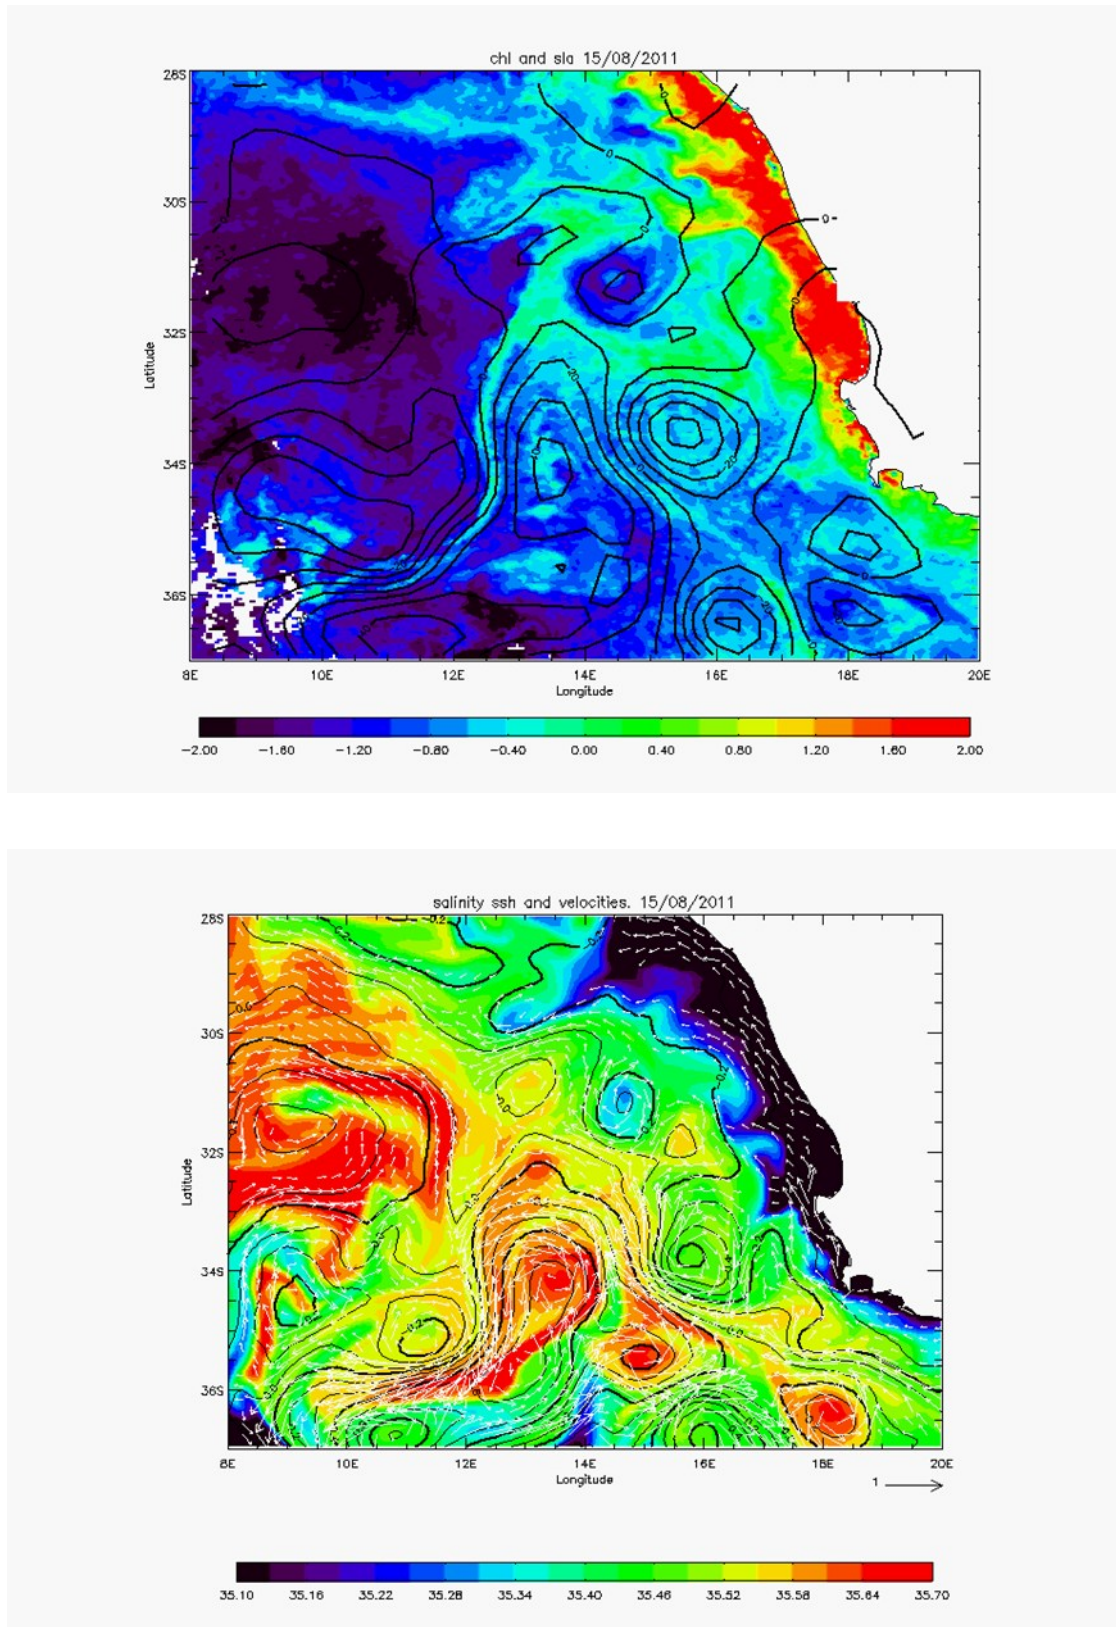 chl and sla 15/08/2011
28S
30S
32S
34S
36S
Latitude
8E 10E 12E 14E 16E 18E 20E
Longitude
-2.00 -1.60 -1.20 -0.80 -0.40 0.00 0.40 0.80 1.20 1.60 2.00
salinity ssh and velocities. 15/08/2011
28S
30S
32S
34S
36S
Latitude
8E 10E 12E 14E 16E 18E 20E
Longitude
1
35.10 35.16 35.22 35.28 35.34 35.40 35.46 35.52 35.58 35.64 35.70